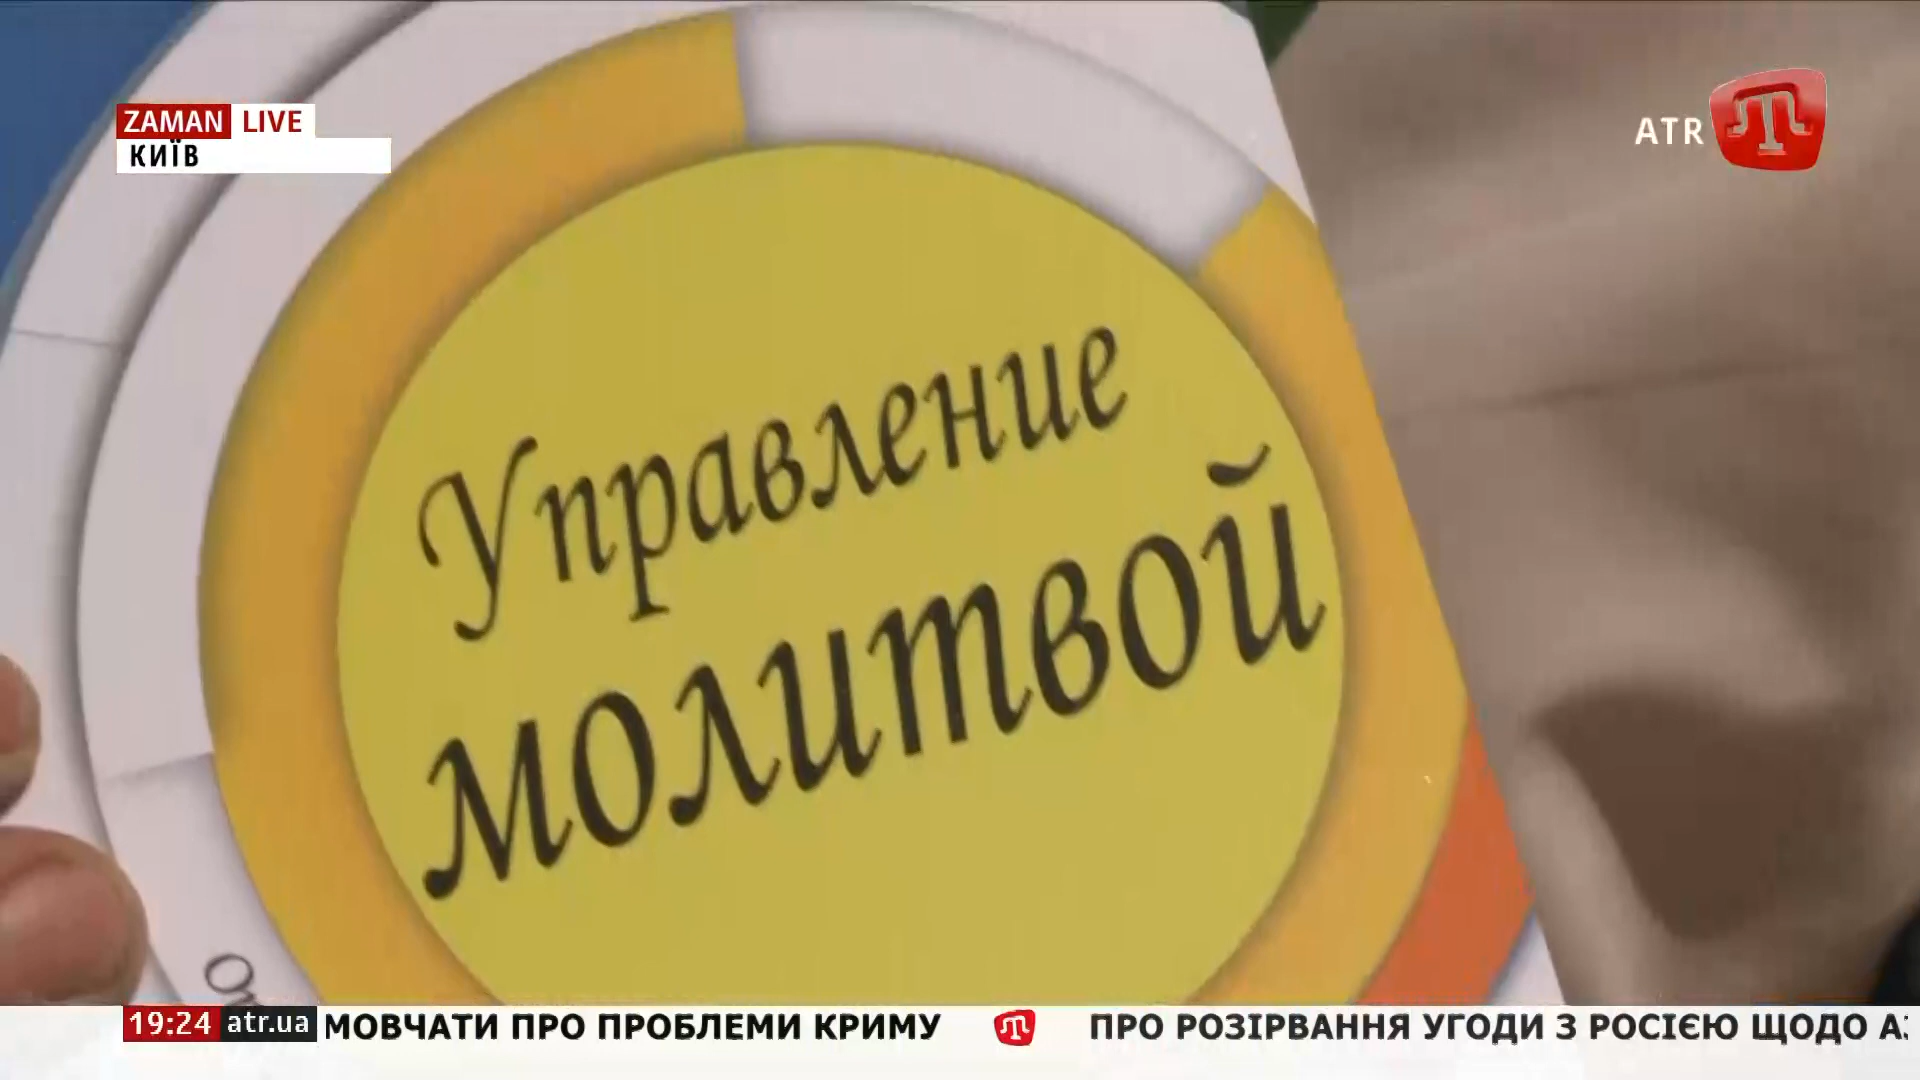 ZAMAN LIVE
КИЇВ
ATR
Управление
молитвой
19:24 atr.ua МОВЧАТИ ПРО ПРОБЛЕМИ КРИМУ ПРО РОЗІРВАННЯ УГОДИ З РОСІЄЮ ЩОДО